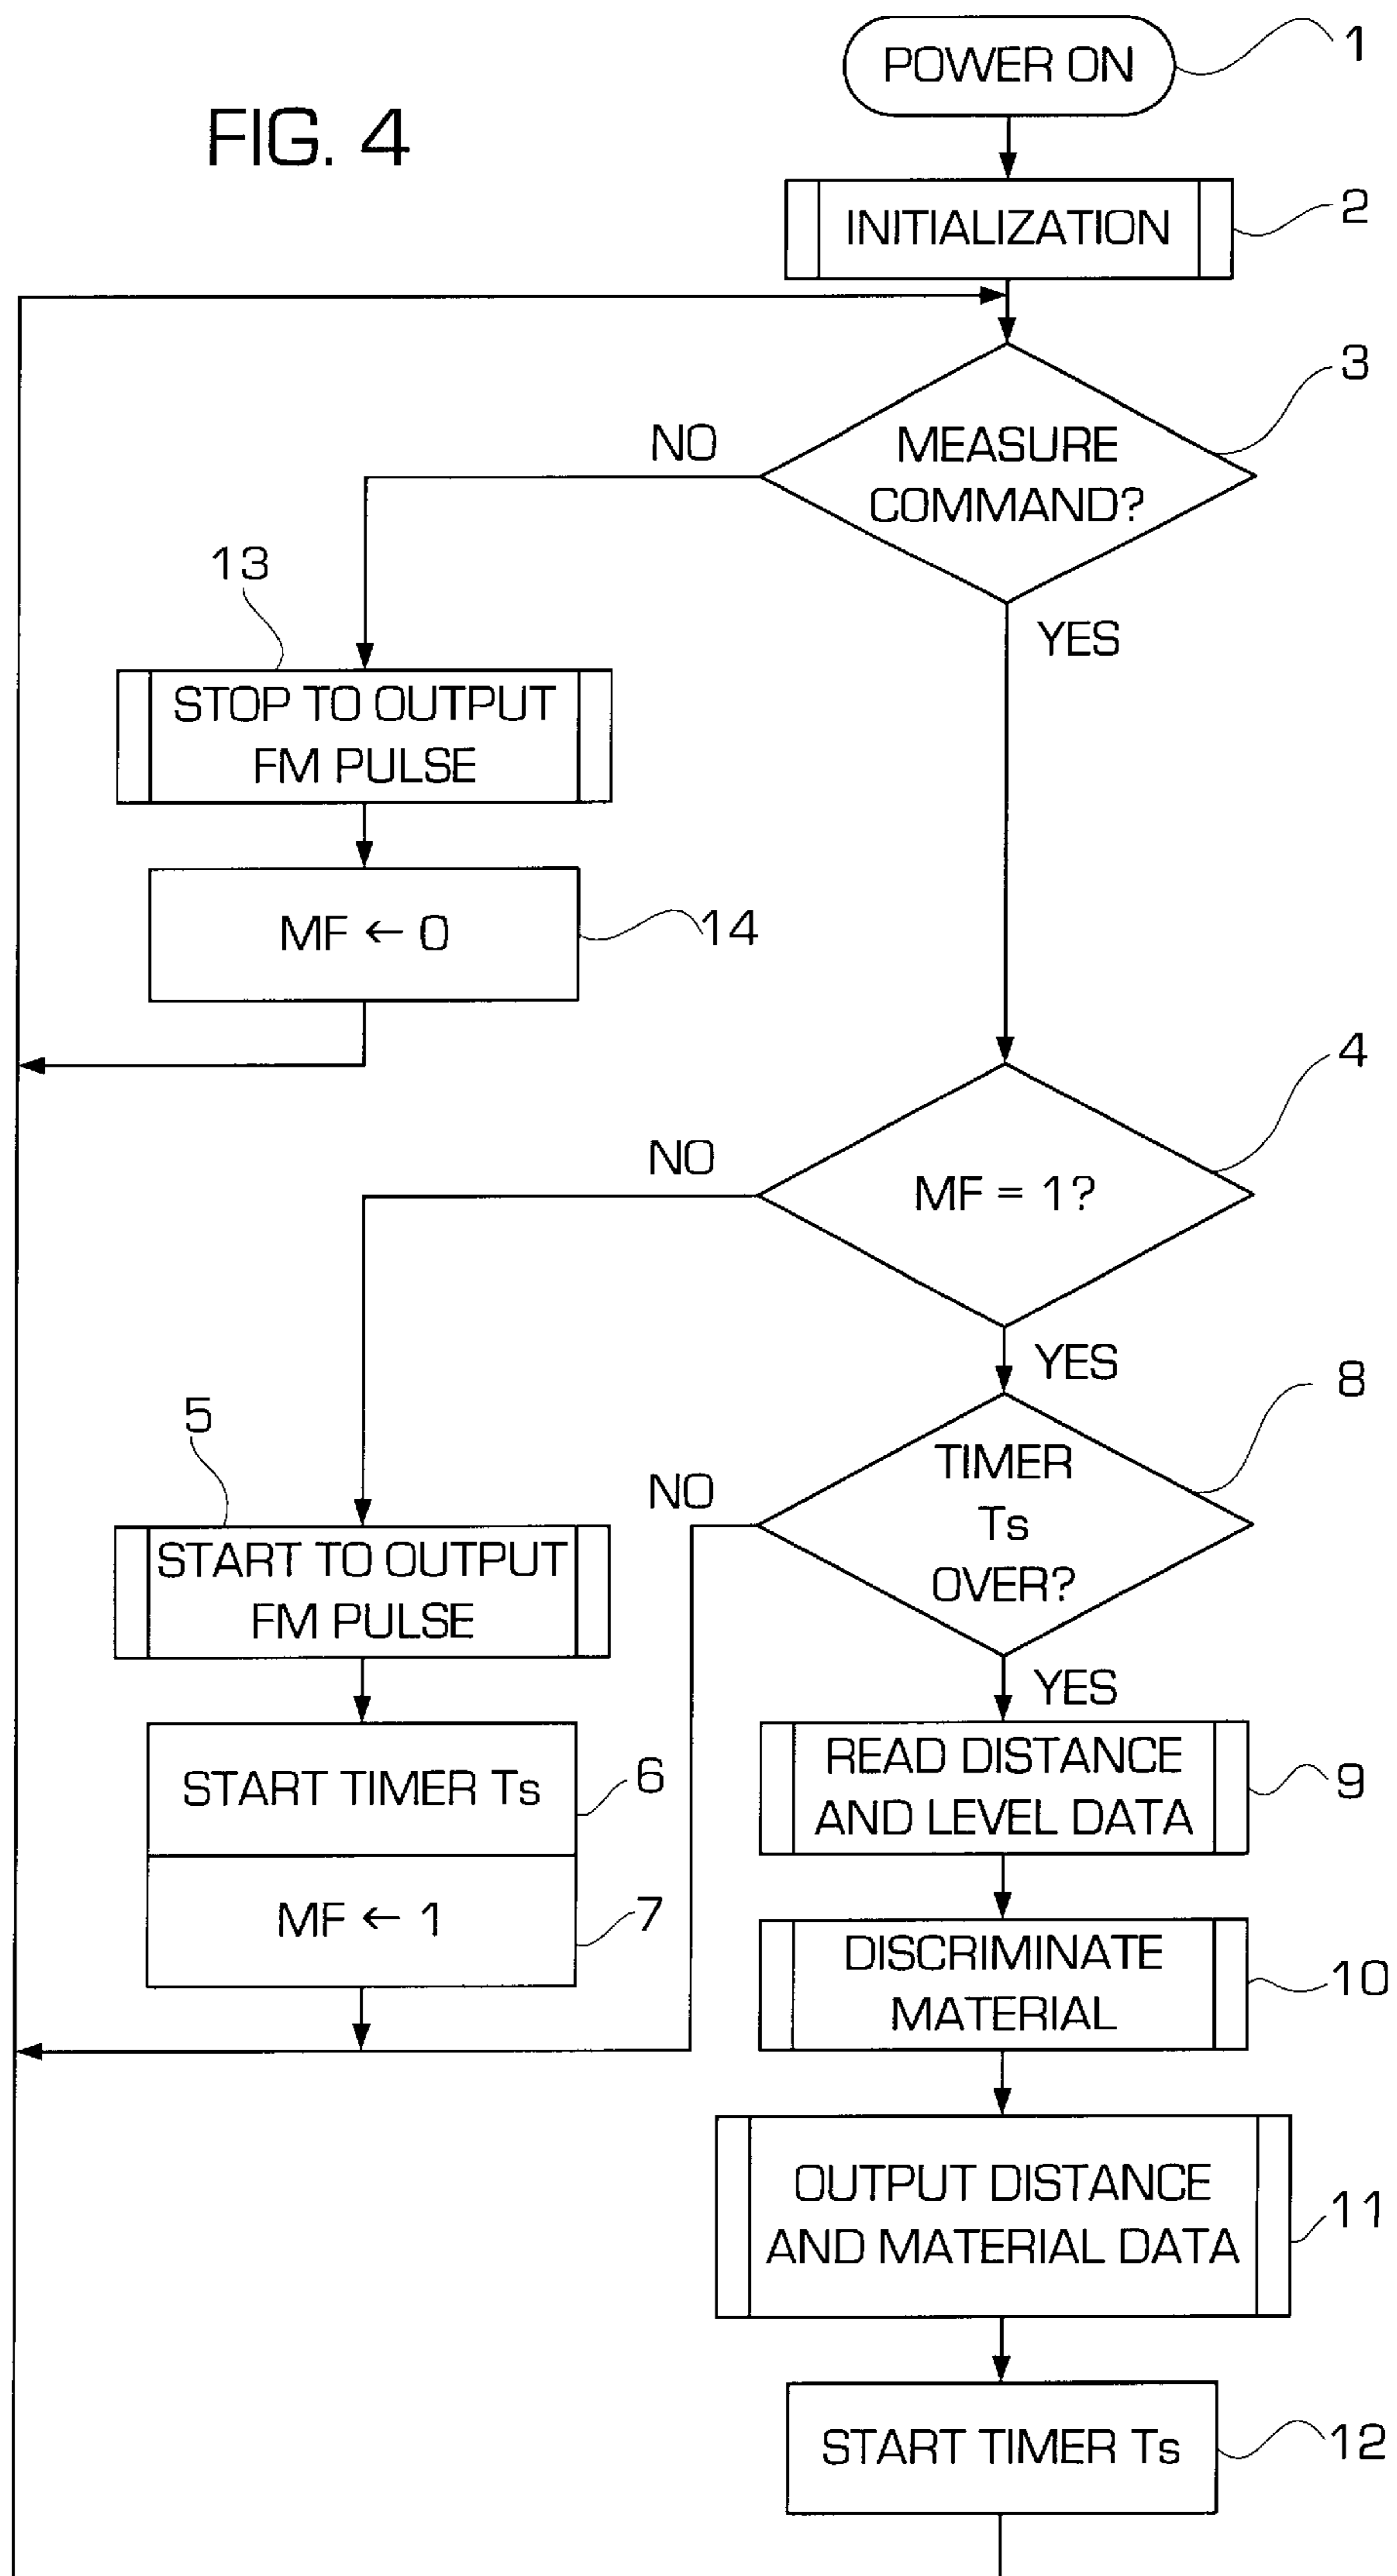 FIG. 4
POWER ON
1
INITIALIZATION
2
MEASURE
COMMAND?
3
NO
YES
13
STOP TO OUTPUT
FM PULSE
MF ← 0
14
MF = 1?
4
NO
YES
5
START TO OUTPUT
FM PULSE
START TIMER Ts
6
MF ← 1
7
TIMER
Ts
OVER?
8
NO
YES
READ DISTANCE
AND LEVEL DATA
9
DISCRIMINATE
MATERIAL
10
OUTPUT DISTANCE
AND MATERIAL DATA
11
START TIMER Ts
12